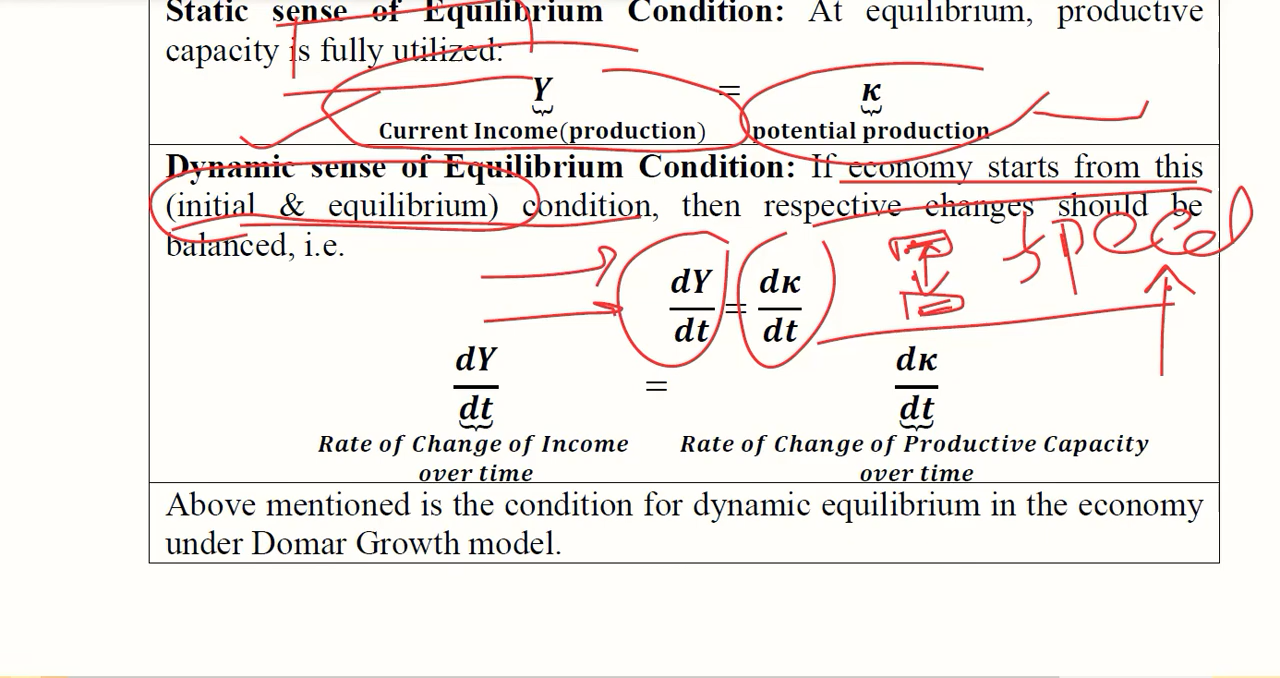 Static sense of Equilibrium Condition: At equilibrium, productive
capacity is fully utilized:
Y = κ
Current Income(production) potential production
Dynamic sense of Equilibrium Condition: If economy starts from this
(initial & equilibrium) condition, then respective changes should be
balanced, i.e.
dY/dt = dκ/dt
dY/dt = dκ/dt
Rate of Change of Income Rate of Change of Productive Capacity
over time over time
Above mentioned is the condition for dynamic equilibrium in the economy
under Domar Growth model.